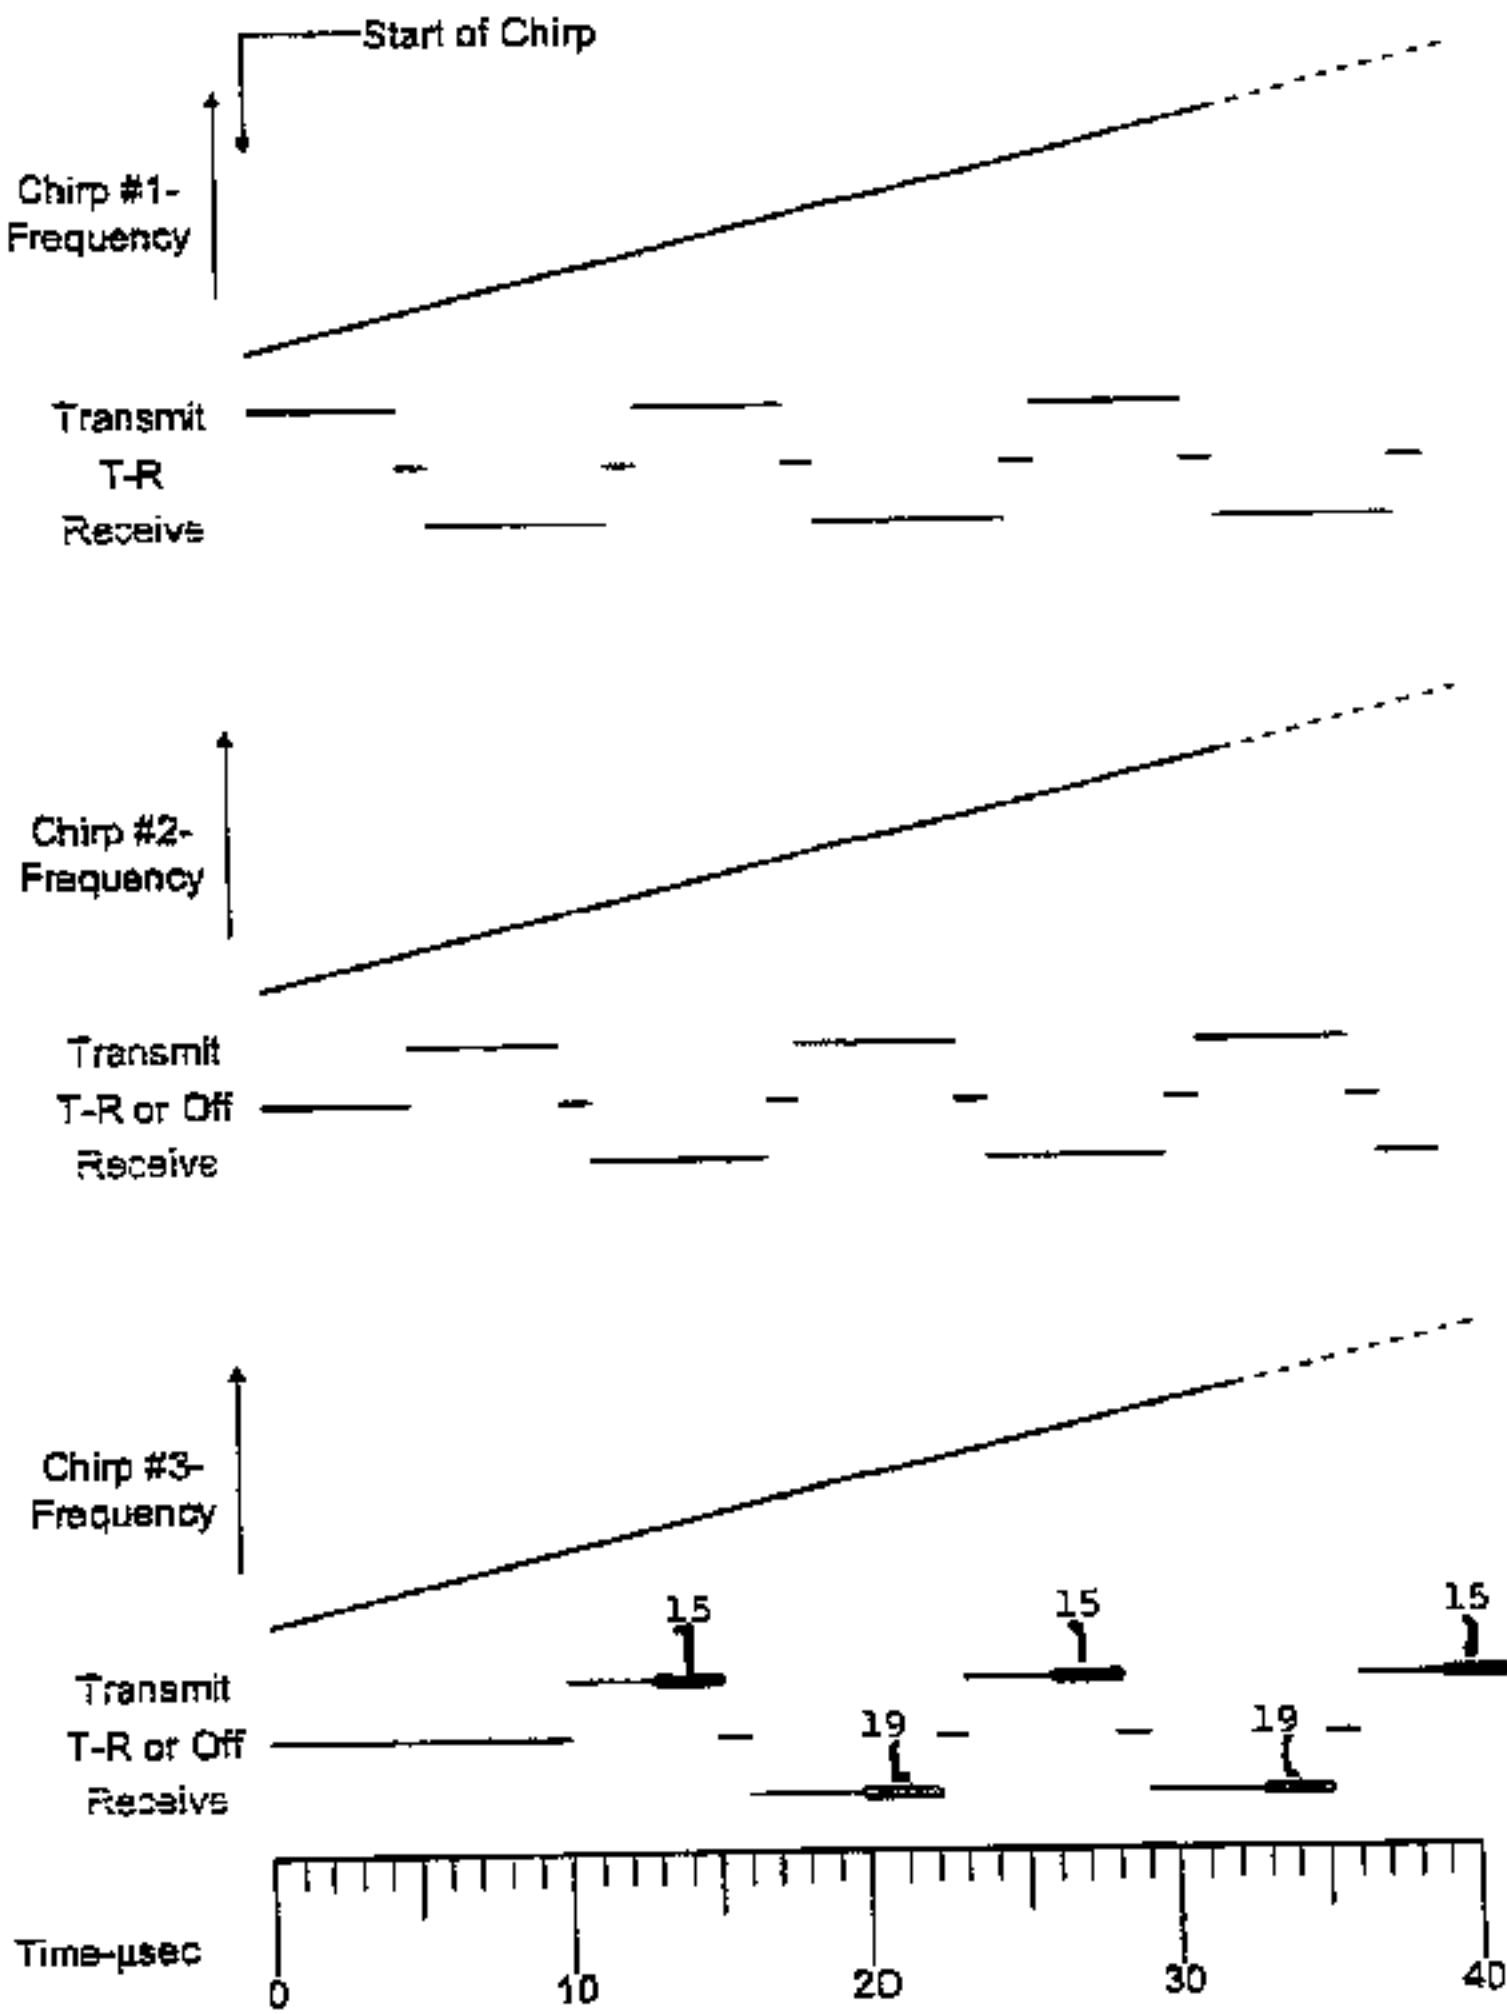 Start of Chirp
Chirp #1-
Frequency
Transmit
T-R
Receive
Chirp #2-
Frequency
Transmit
T-R or Off
Receive
Chirp #3-
Frequency
15
15
15
Transmit
19
19
T-R or Off
Receive
Time-µsec
0
10
20
30
40